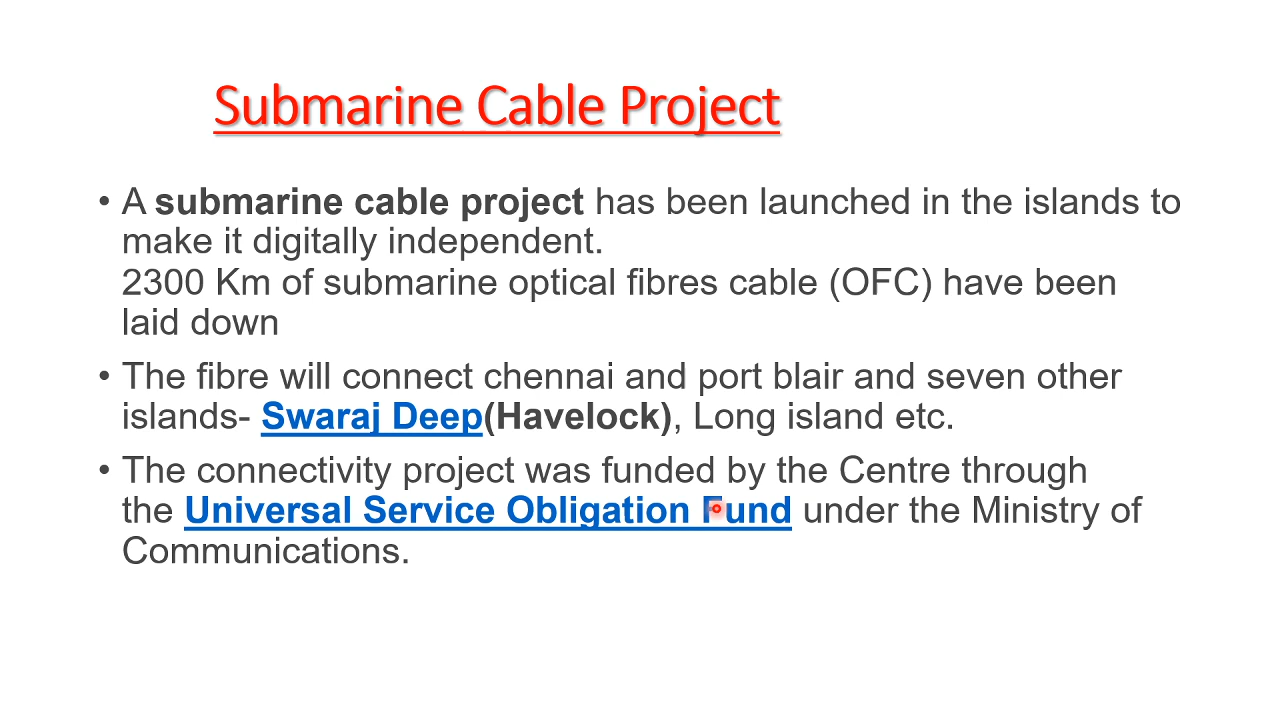 Submarine Cable Project
• A submarine cable project has been launched in the islands to
make it digitally independent.
2300 Km of submarine optical fibres cable (OFC) have been
laid down
• The fibre will connect chennai and port blair and seven other
islands- Swaraj Deep(Havelock), Long island etc.
• The connectivity project was funded by the Centre through
the Universal Service Obligation Fund under the Ministry of
Communications.